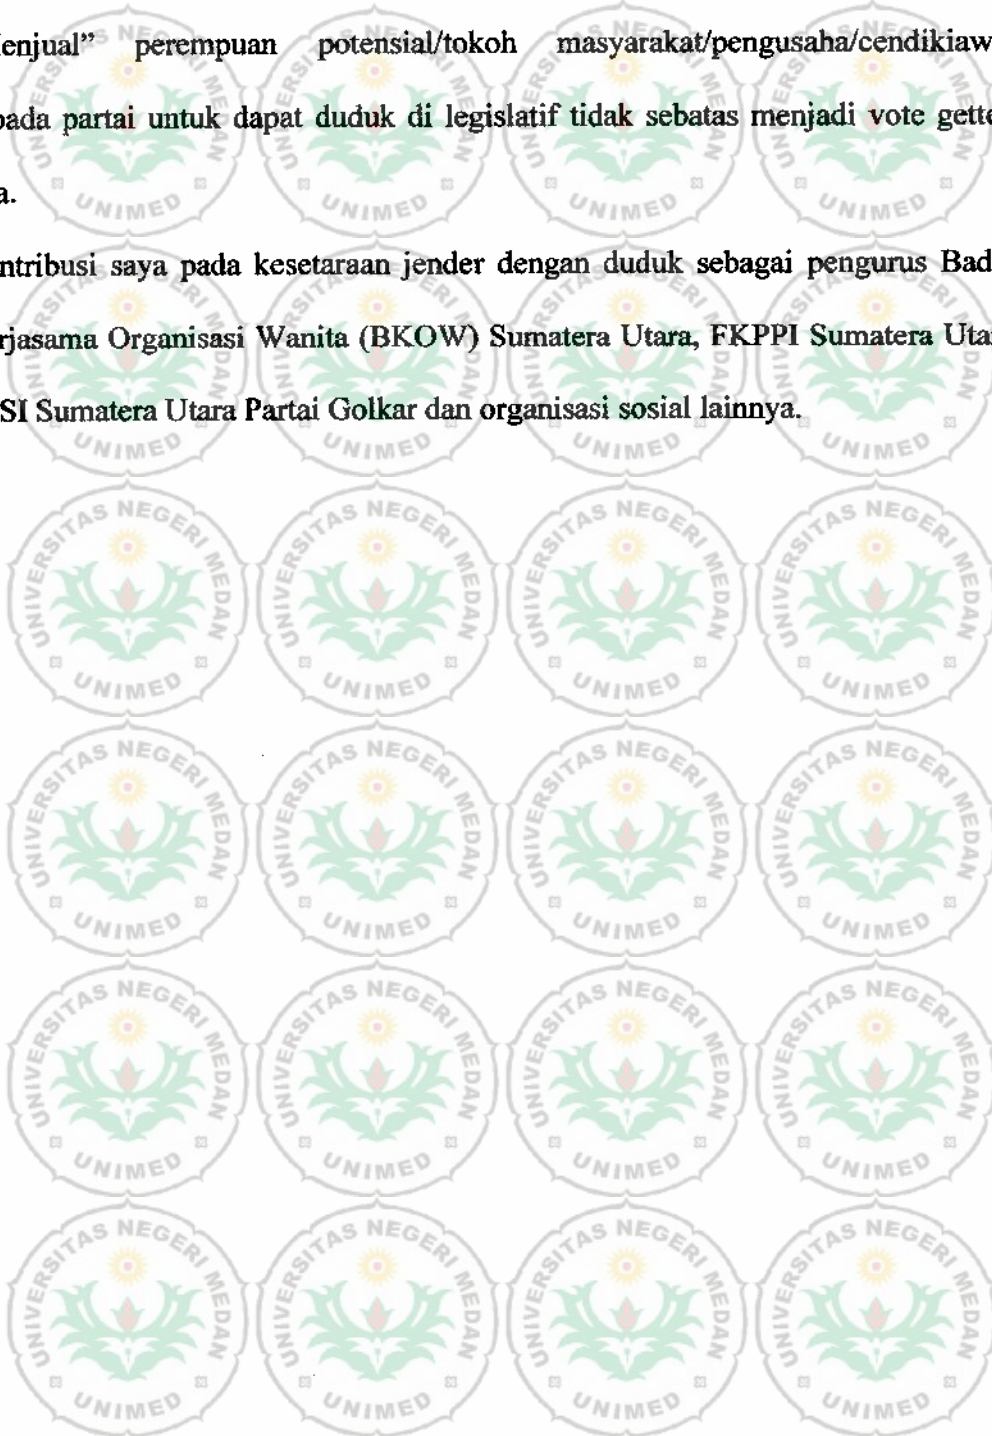 enjual” perempuan potensial/tokoh masyarakat/pengusaha/cendikiaw
pada partai untuk dapat duduk di legislatif tidak sebatas menjadi vote gette
a.
ntribusi saya pada kesetaraan jender dengan duduk sebagai pengurus Bad
rjasama Organisasi Wanita (BKOW) Sumatera Utara, FKPPI Sumatera Uta
SI Sumatera Utara Partai Golkar dan organisasi sosial lainnya.
UNIVERSITAS NEGERI MEDAN
UNIMED